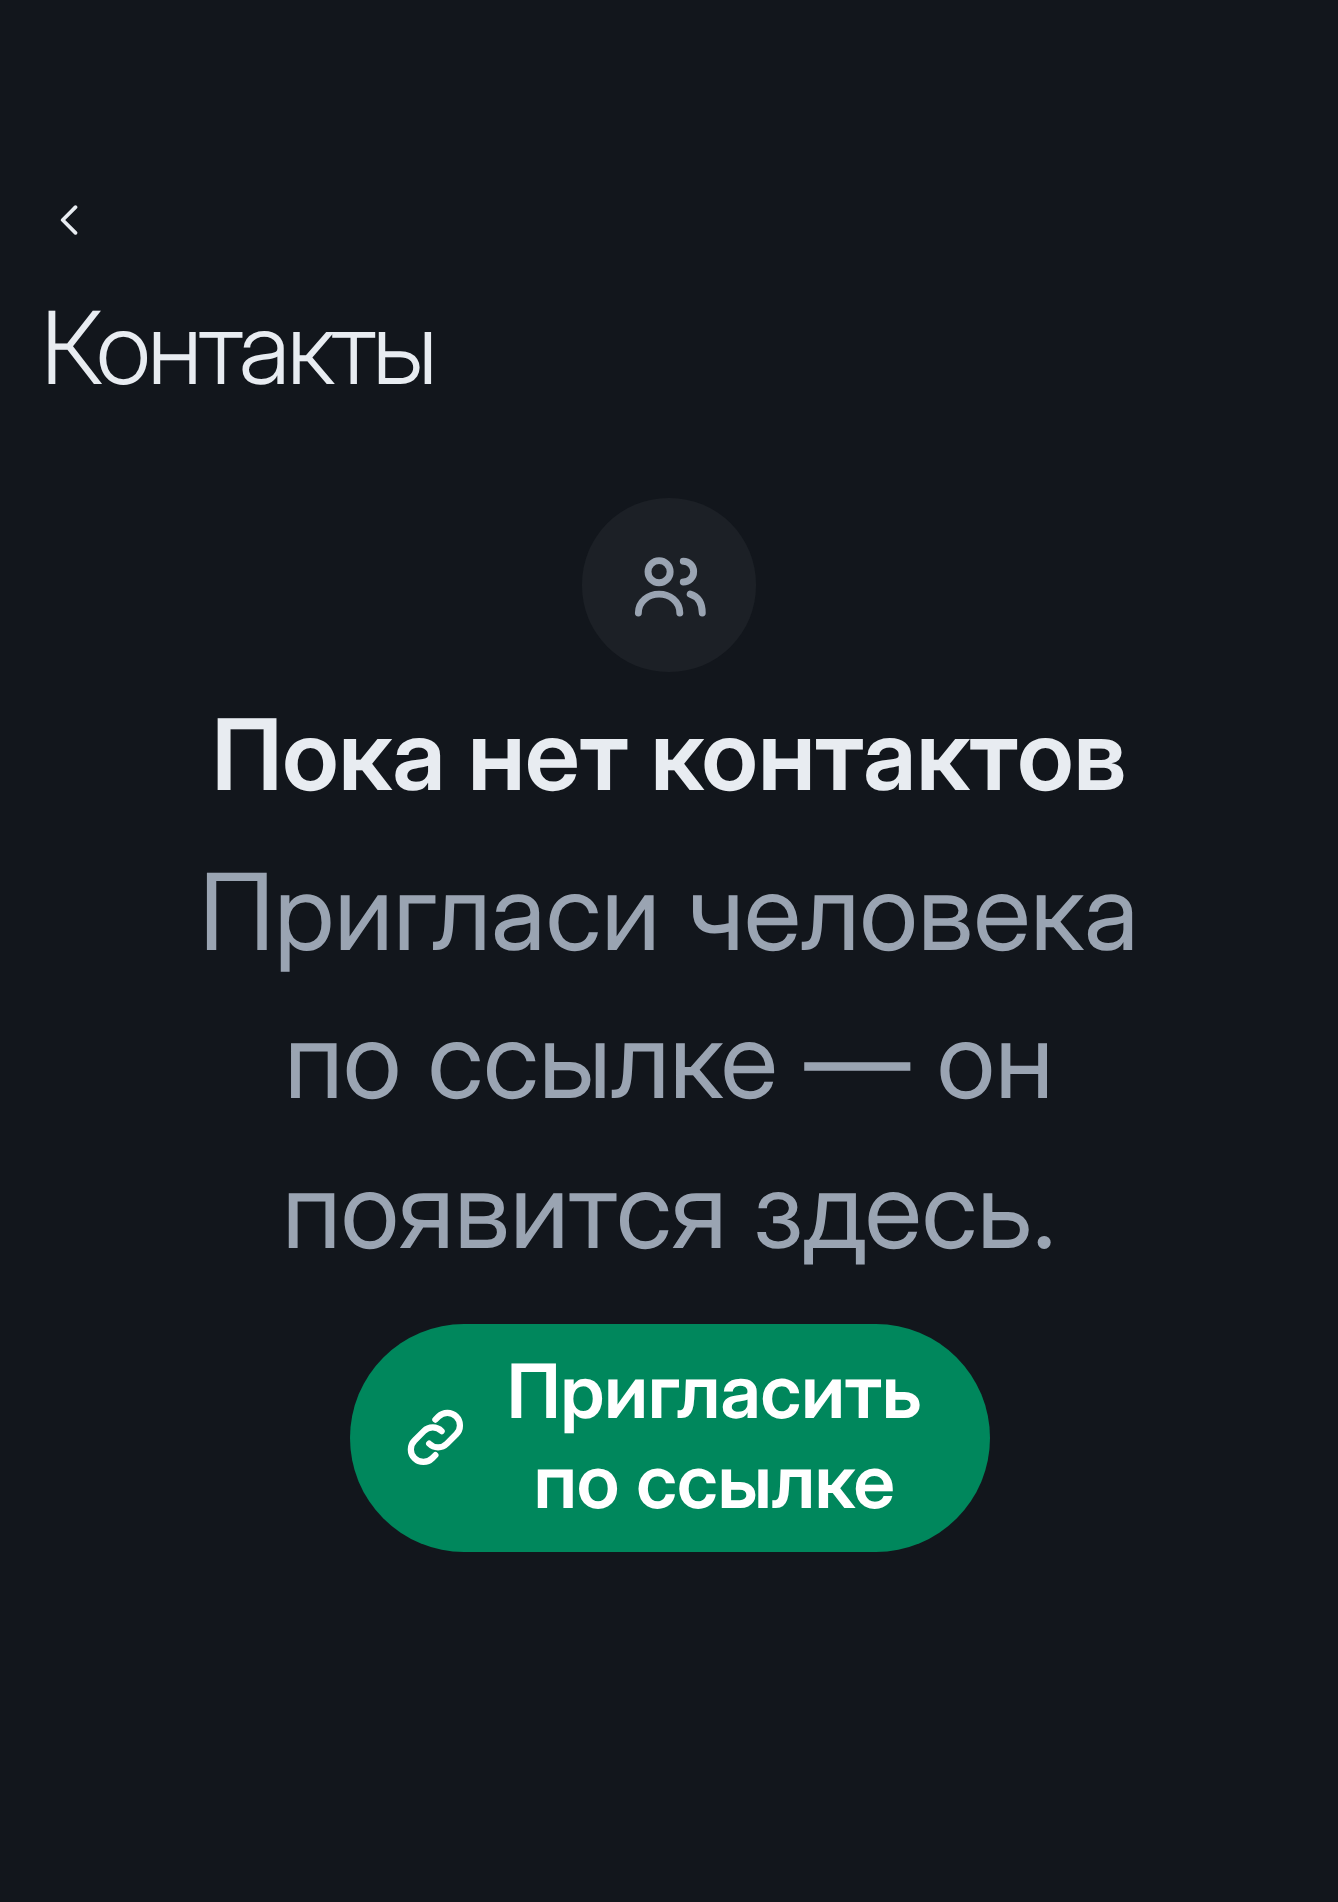 Контакты
Пока нет контактов
Пригласи человека
по ссылке — он
появится здесь.
Пригласить
по ссылке